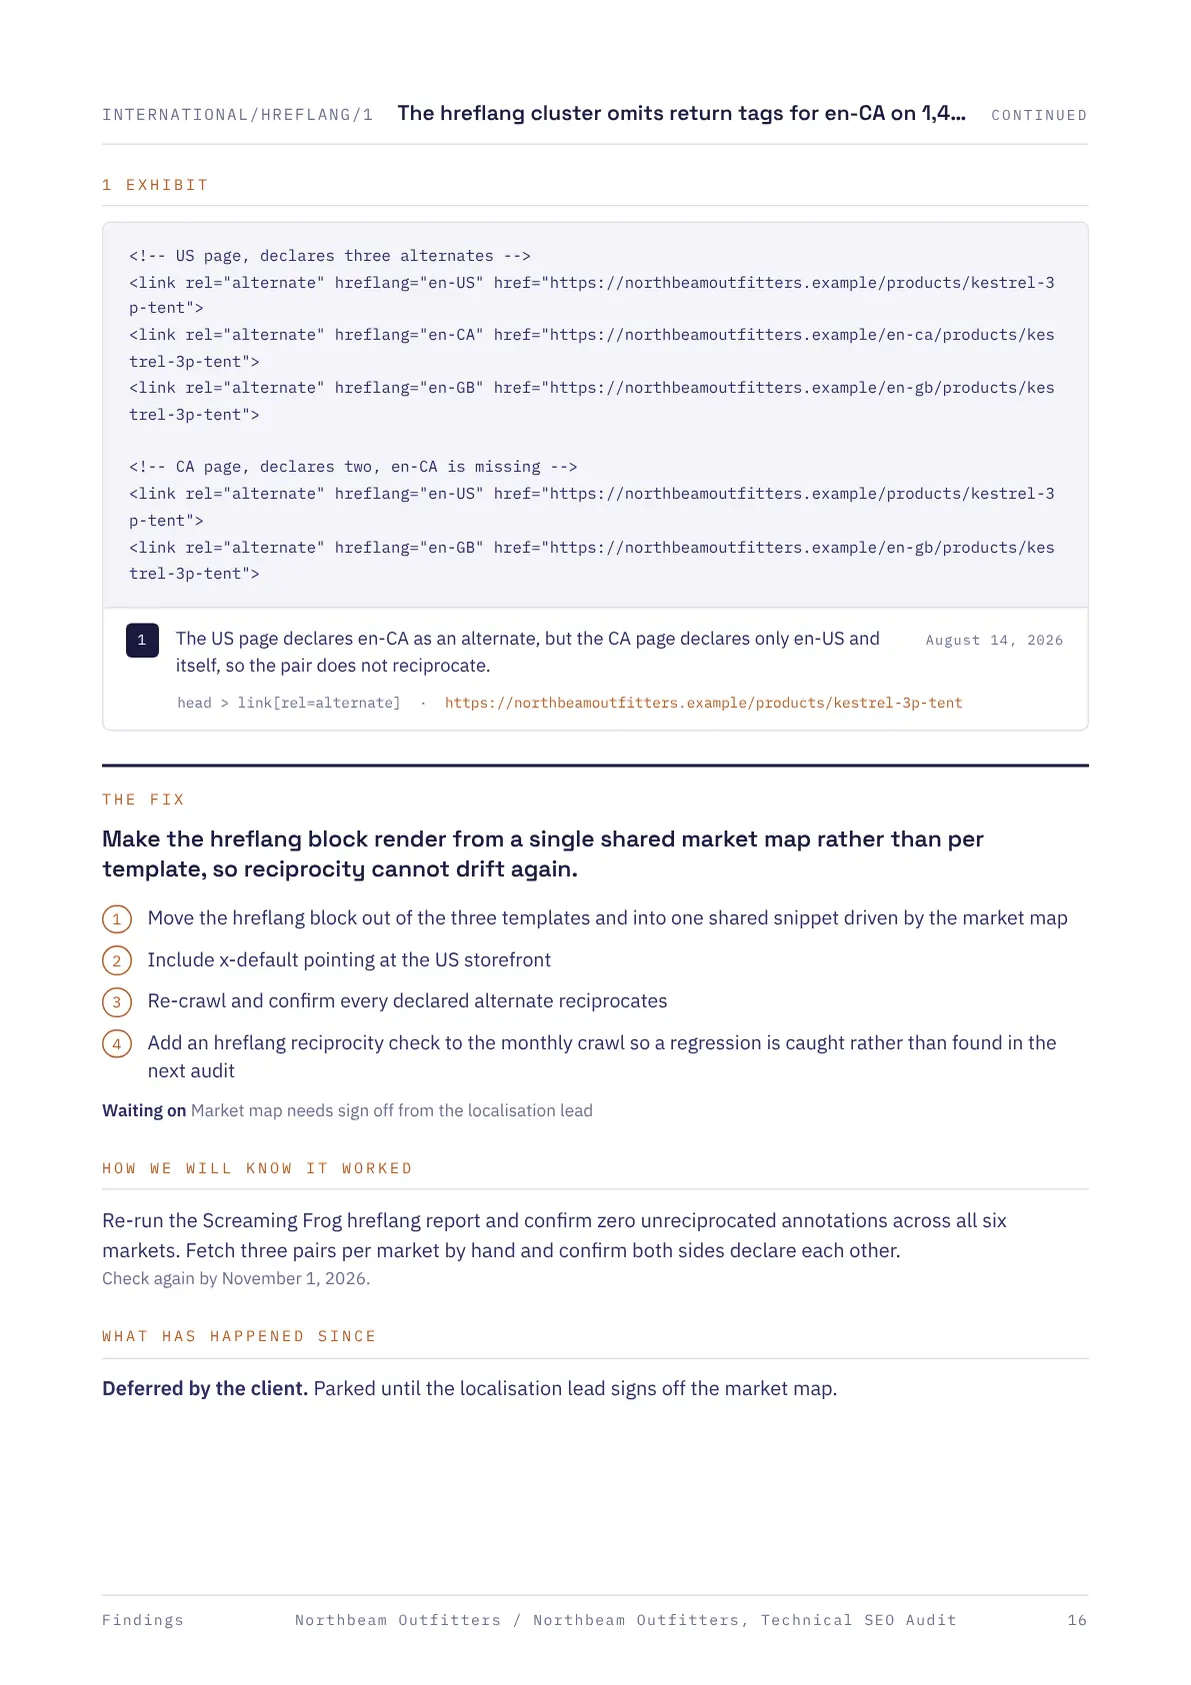 INTERNATIONAL/HREFLANG/1 The hreflang cluster omits return tags for en-CA on 1,4… CONTINUED
1 EXHIBIT
<!-- US page, declares three alternates -->
<link rel="alternate" hreflang="en-US" href="https://northbeamoutfitters.example/products/kestrel-3
p-tent">
<link rel="alternate" hreflang="en-CA" href="https://northbeamoutfitters.example/en-ca/products/kes
trel-3p-tent">
<link rel="alternate" hreflang="en-GB" href="https://northbeamoutfitters.example/en-gb/products/kes
trel-3p-tent">
<!-- CA page, declares two, en-CA is missing -->
<link rel="alternate" hreflang="en-US" href="https://northbeamoutfitters.example/products/kestrel-3
p-tent">
<link rel="alternate" hreflang="en-GB" href="https://northbeamoutfitters.example/en-gb/products/kes
trel-3p-tent">
1 The US page declares en-CA as an alternate, but the CA page declares only en-US and August 14, 2026
itself, so the pair does not reciprocate.
head > link[rel=alternate] · https://northbeamoutfitters.example/products/kestrel-3p-tent
THE FIX
Make the hreflang block render from a single shared market map rather than per
template, so reciprocity cannot drift again.
1 Move the hreflang block out of the three templates and into one shared snippet driven by the market map
2 Include x-default pointing at the US storefront
3 Re-crawl and confirm every declared alternate reciprocates
4 Add an hreflang reciprocity check to the monthly crawl so a regression is caught rather than found in the
next audit
Waiting on Market map needs sign off from the localisation lead
HOW WE WILL KNOW IT WORKED
Re-run the Screaming Frog hreflang report and confirm zero unreciprocated annotations across all six
markets. Fetch three pairs per market by hand and confirm both sides declare each other.
Check again by November 1, 2026.
WHAT HAS HAPPENED SINCE
Deferred by the client. Parked until the localisation lead signs off the market map.
Findings Northbeam Outfitters / Northbeam Outfitters, Technical SEO Audit 16